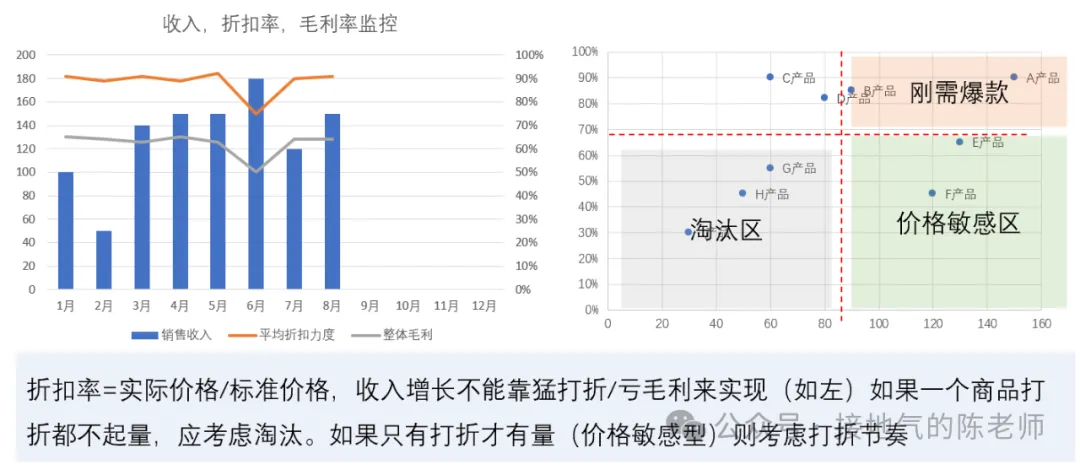 收入，折扣率，毛利率监控
200
180
160
140
120
100
80
60
40
20
0
100%
90%
80%
70%
60%
50%
40%
30%
20%
10%
0%
1月 2月 3月 4月 5月 6月 7月 8月 9月 10月 11月 12月
销售收入 平均折扣力度 整体毛利
100%
90%
80%
70%
60%
50%
40%
30%
20%
10%
0%
0 20 40 60 80 100 120 140 160
C产品
A产品
D产品
B产品
刚需爆款
E产品
G产品
H产品
F产品
淘汰区
价格敏感区
折扣率=实际价格/标准价格，收入增长不能靠猛打折/亏毛利来实现（如左）如果一个商品打
折都不起量，应考虑淘汰。如果只有打折才有量（价格敏感型）则考虑打折节奏
公众号·接地气的陈老师